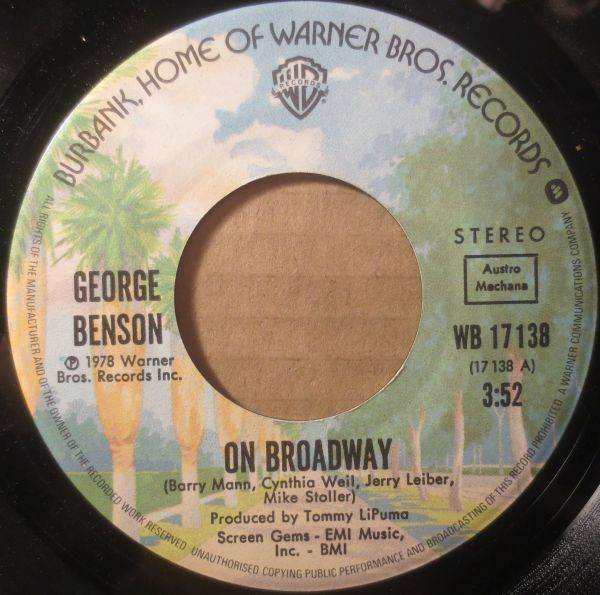 BURBANK, HOME OF WARNER BROS. RECORDS
WB
RECORDS
GEORGE
BENSON
℗ 1978 Warner
Bros. Records Inc.
STEREO
Austro
Mechana
WB 17 138
(17 138 A)
3:52
ON BROADWAY
(Barry Mann, Cynthia Weil, Jerry Leiber,
Mike Stoller)
Produced by Tommy LiPuma
Screen Gems - EMI Music,
Inc. - BMI
ALL RIGHTS OF THE MANUFACTURER AND OF THE OWNER OF THE RECORDED WORK RESERVED UNAUTHORISED COPYING PUBLIC PERFORMANCE AND BROADCASTING OF THIS RECORD PROHIBITED A WARNER COMMUNICATIONS COMPANY